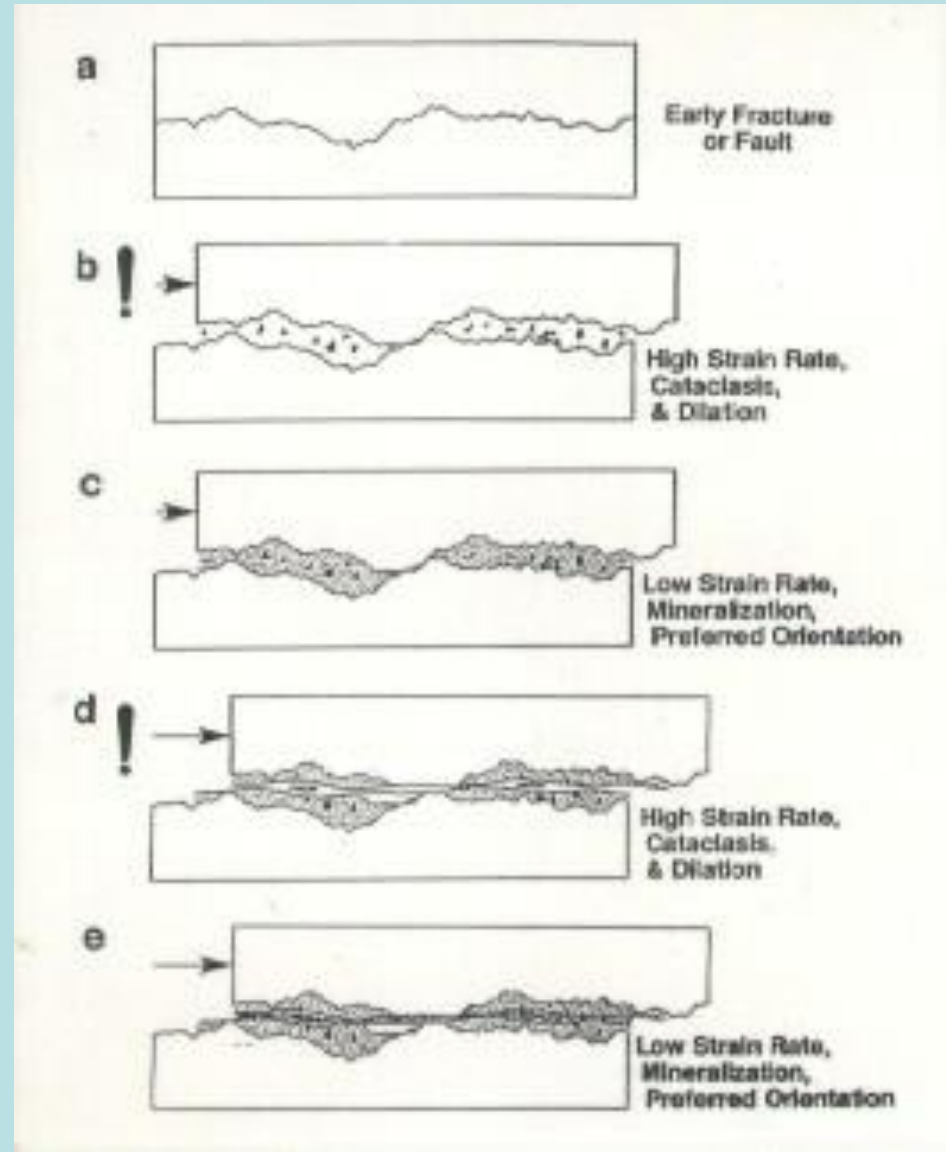 a
Early Fracture
or Fault
b !
High Strain Rate,
Cataclasis,
& Dilation
c
Low Strain Rate,
Mineralization,
Preferred Orientation
d !
High Strain Rate,
Cataclasis,
& Dilation
e
Low Strain Rate,
Mineralization,
Preferred Orientation